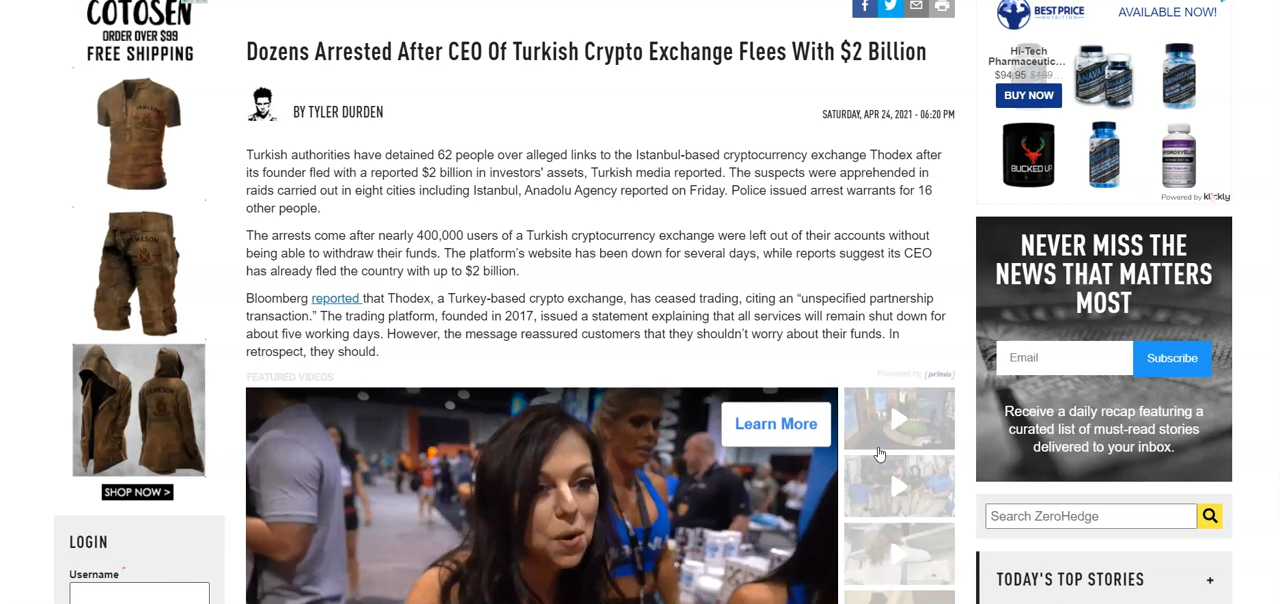 COTOSEN
ORDER OVER $99
FREE SHIPPING
SHOP NOW >
LOGIN
Username *
Dozens Arrested After CEO Of Turkish Crypto Exchange Flees With $2 Billion
BY TYLER DURDEN
SATURDAY, APR 24, 2021 - 06:20 PM
Turkish authorities have detained 62 people over alleged links to the Istanbul-based cryptocurrency exchange Thodex after
its founder fled with a reported $2 billion in investors' assets, Turkish media reported. The suspects were apprehended in
raids carried out in eight cities including Istanbul, Anadolu Agency reported on Friday. Police issued arrest warrants for 16
other people.
The arrests come after nearly 400,000 users of a Turkish cryptocurrency exchange were left out of their accounts without
being able to withdraw their funds. The platform's website has been down for several days, while reports suggest its CEO
has already fled the country with up to $2 billion.
Bloomberg reported that Thodex, a Turkey-based crypto exchange, has ceased trading, citing an “unspecified partnership
transaction.” The trading platform, founded in 2017, issued a statement explaining that all services will remain shut down for
about five working days. However, the message reassured customers that they shouldn't worry about their funds. In
retrospect, they should.
FEATURED VIDEOS
Powered by [primis]
Learn More
BEST PRICE
NUTRITION
AVAILABLE NOW!
Hi-Tech
Pharmaceutic...
$94.95 $189...
BUY NOW
BUCKED UP
Powered by klickly
NEVER MISS THE
NEWS THAT MATTERS
MOST
Email
Subscribe
Receive a daily recap featuring a
curated list of must-read stories
delivered to your inbox.
Search ZeroHedge
TODAY'S TOP STORIES +